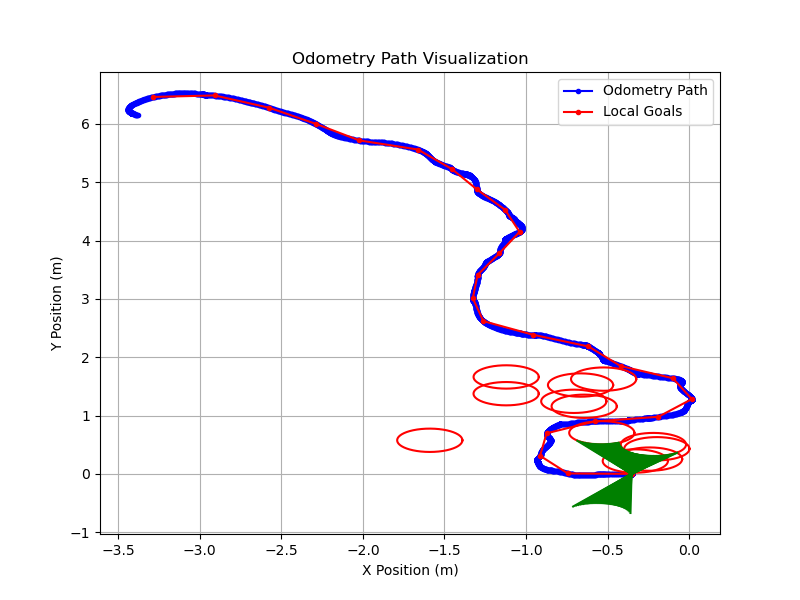 Odometry Path Visualization
Odometry Path
Local Goals
Y Position (m)
6
5
4
3
2
1
0
−1
−3.5 −3.0 −2.5 −2.0 −1.5 −1.0 −0.5 0.0
X Position (m)